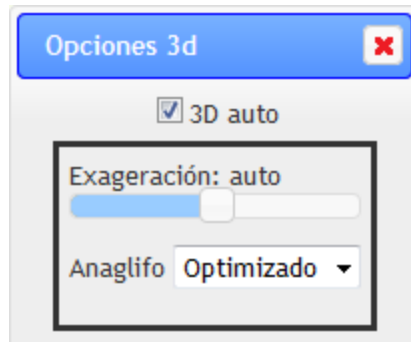 Opciones 3d
3D auto
Exageración: auto
Anaglifo Optimizado